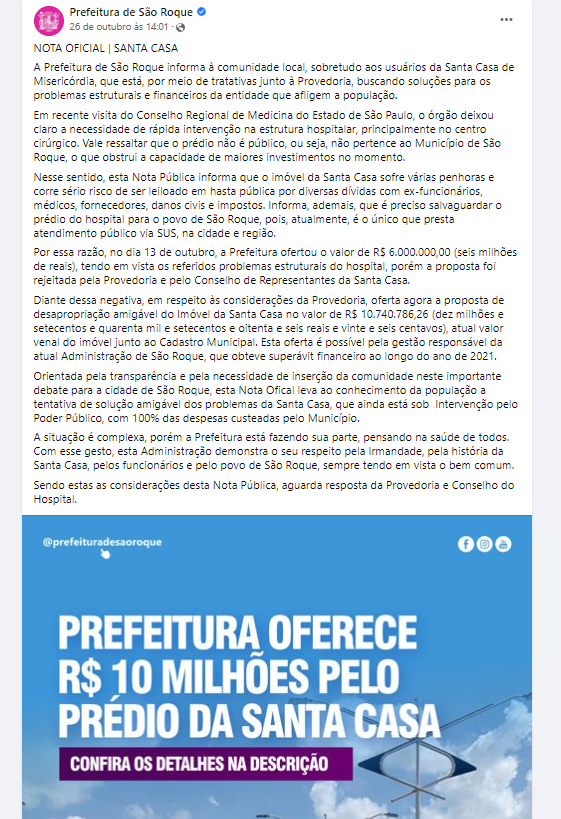 Prefeitura de São Roque
26 de outubro às 14:01 ·
NOTA OFICIAL | SANTA CASA
A Prefeitura de São Roque informa à comunidade local, sobretudo aos usuários da Santa Casa de
Misericórdia, que está, por meio de tratativas junto à Provedoria, buscando soluções para os
problemas estruturais e financeiros da entidade que afligem a população.
Em recente visita do Conselho Regional de Medicina do Estado de São Paulo, o órgão deixou
claro a necessidade de rápida intervenção na estrutura hospitalar, principalmente no centro
cirúrgico. Vale ressaltar que o prédio não é público, ou seja, não pertence ao Município de São
Roque, o que obstrui a capacidade de maiores investimentos no momento.
Nesse sentido, esta Nota Pública informa que o imóvel da Santa Casa sofre várias penhoras e
corre sério risco de ser leiloado em hasta pública por diversas dívidas com ex-funcionários,
médicos, fornecedores, danos civis e impostos. Informa, ademais, que é preciso salvaguardar o
prédio do hospital para o povo de São Roque, pois, atualmente, é o único que presta
atendimento público via SUS, na cidade e região.
Por essa razão, no dia 13 de outubro, a Prefeitura ofertou o valor de R$ 6.000.000,00 (seis milhões
de reais), tendo em vista os referidos problemas estruturais do hospital, porém a proposta foi
rejeitada pela Provedoria e pelo Conselho de Representantes da Santa Casa.
Diante dessa negativa, em respeito às considerações da Provedoria, oferta agora a proposta de
desapropriação amigável do Imóvel da Santa Casa no valor de R$ 10.740.786,26 (dez milhões e
setecentos e quarenta mil e setecentos e oitenta e seis reais e vinte e seis centavos), atual valor
venal do imóvel junto ao Cadastro Municipal. Esta oferta é possível pela gestão responsável da
atual Administração de São Roque, que obteve superávit financeiro ao longo do ano de 2021.
Orientada pela transparência e pela necessidade de inserção da comunidade neste importante
debate para a cidade de São Roque, esta Nota Ofical leva ao conhecimento da população a
tentativa de solução amigável dos problemas da Santa Casa, que ainda está sob Intervenção pelo
Poder Público, com 100% das despesas custeadas pelo Município.
A situação é complexa, porém a Prefeitura está fazendo sua parte, pensando na saúde de todos.
Com esse gesto, esta Administração demonstra o seu respeito pela Irmandade, pela história da
Santa Casa, pelos funcionários e pelo povo de São Roque, sempre tendo em vista o bem comum.
Sendo estas as considerações desta Nota Pública, aguarda resposta da Provedoria e Conselho do
Hospital.
@prefeituradesaoroque
PREFEITURA OFERECE
R$ 10 MILHÕES PELO
PRÉDIO DA SANTA CASA
CONFIRA OS DETALHES NA DESCRIÇÃO